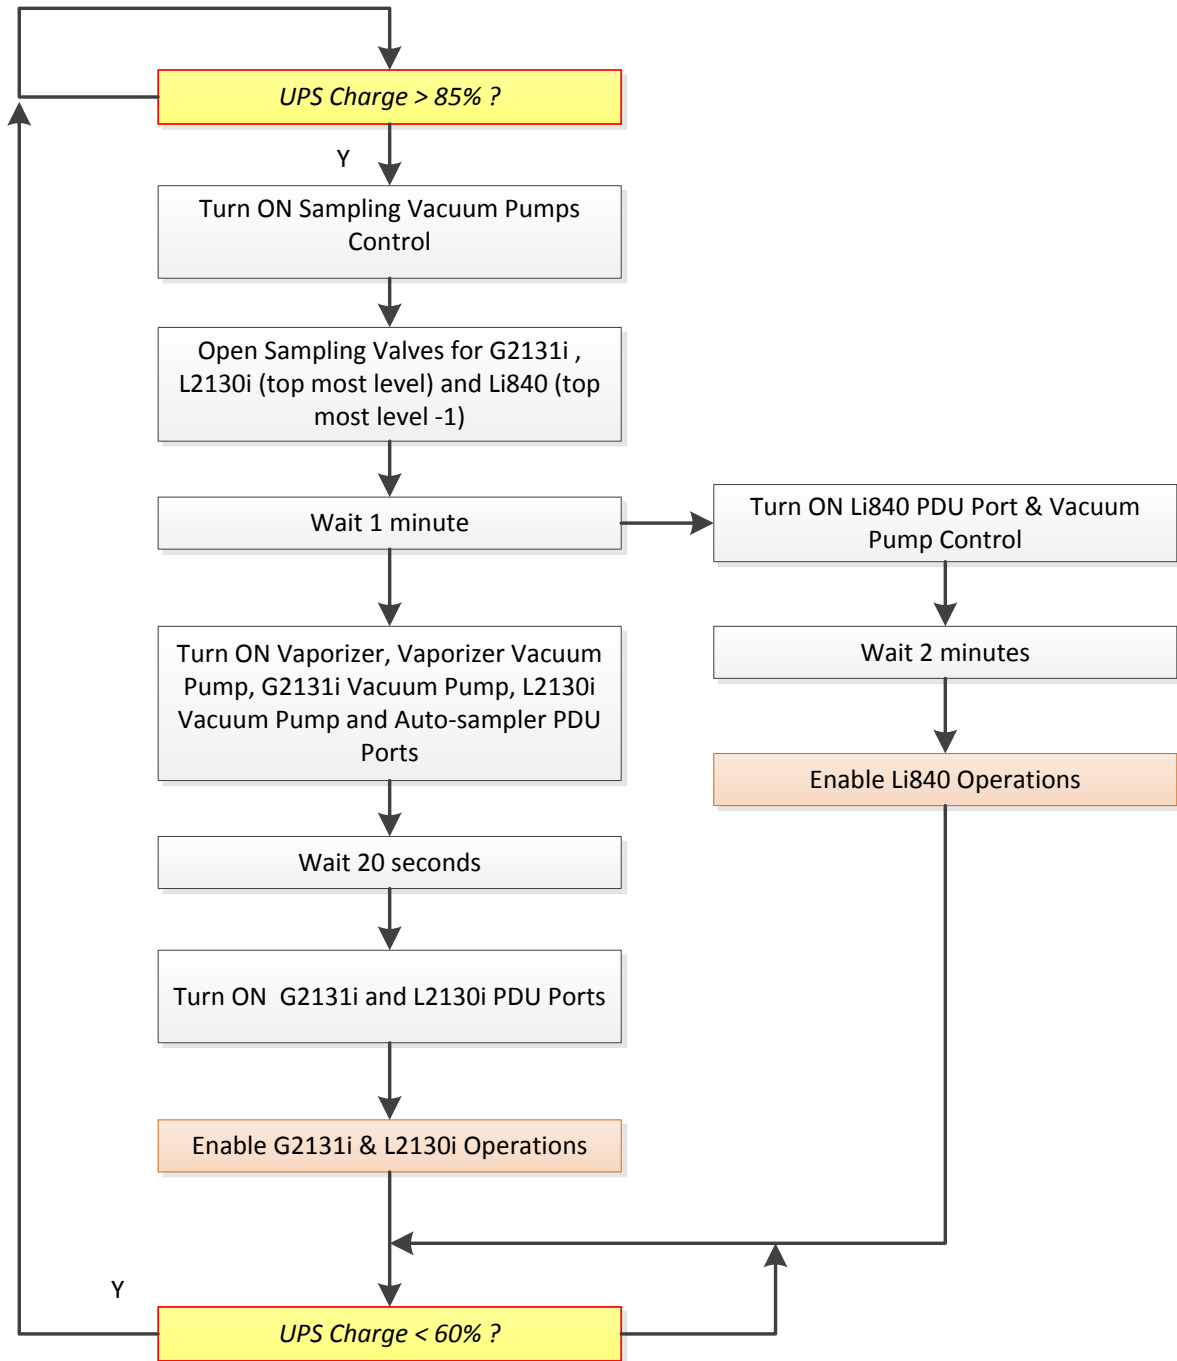 UPS Charge > 85% ?
Y
Turn ON Sampling Vacuum Pumps
Control
Open Sampling Valves for G2131i ,
L2130i (top most level) and Li840 (top
most level -1)
Wait 1 minute
Turn ON Li840 PDU Port & Vacuum
Pump Control
Wait 2 minutes
Enable Li840 Operations
Turn ON Vaporizer, Vaporizer Vacuum
Pump, G2131i Vacuum Pump, L2130i
Vacuum Pump and Auto-sampler PDU
Ports
Wait 20 seconds
Turn ON  G2131i and L2130i PDU Ports
Enable G2131i & L2130i Operations
Y
UPS Charge < 60% ?